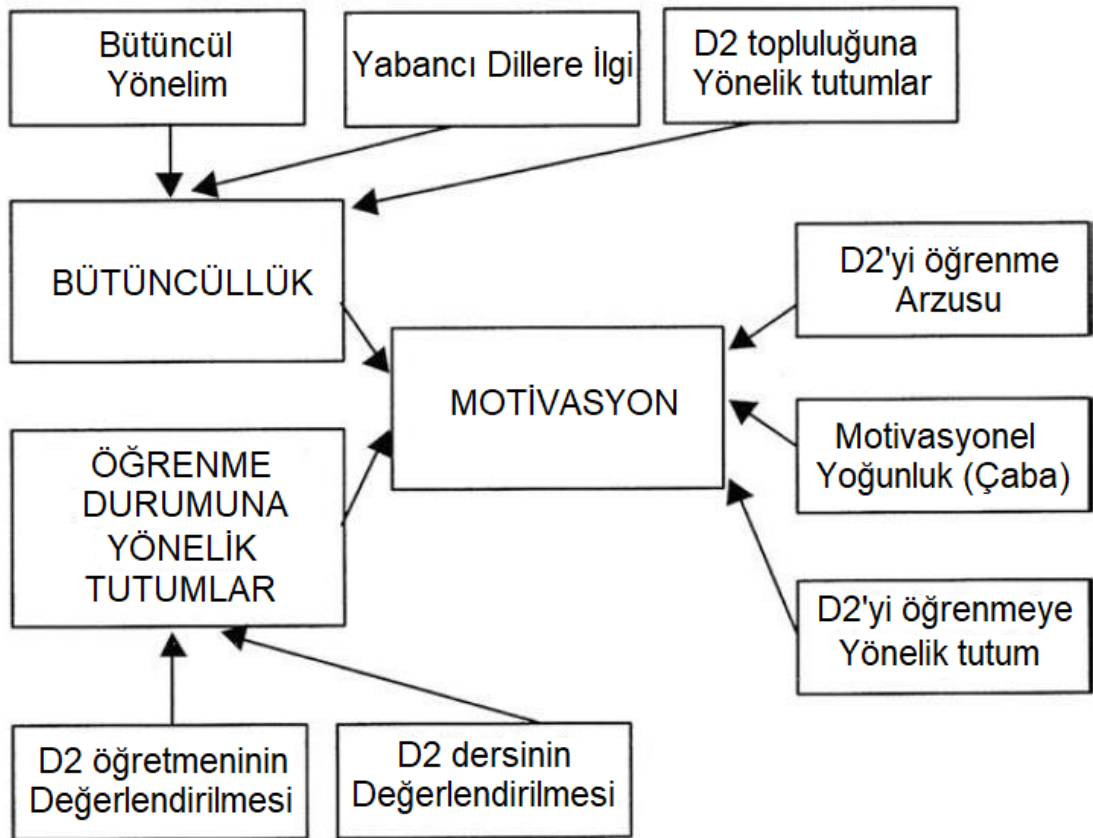 Bütüncül
Yönelim
Yabancı Dillere İlgi
D2 topluluğuna
Yönelik tutumlar
BÜTÜNCÜLLÜK
D2'yi öğrenme
Arzusu
MOTİVASYON
Motivasyonel
Yoğunluk (Çaba)
ÖĞRENME
DURUMUNA
YÖNELİK
TUTUMLAR
D2'yi öğrenmeye
Yönelik tutum
D2 öğretmeninin
Değerlendirilmesi
D2 dersinin
Değerlendirilmesi